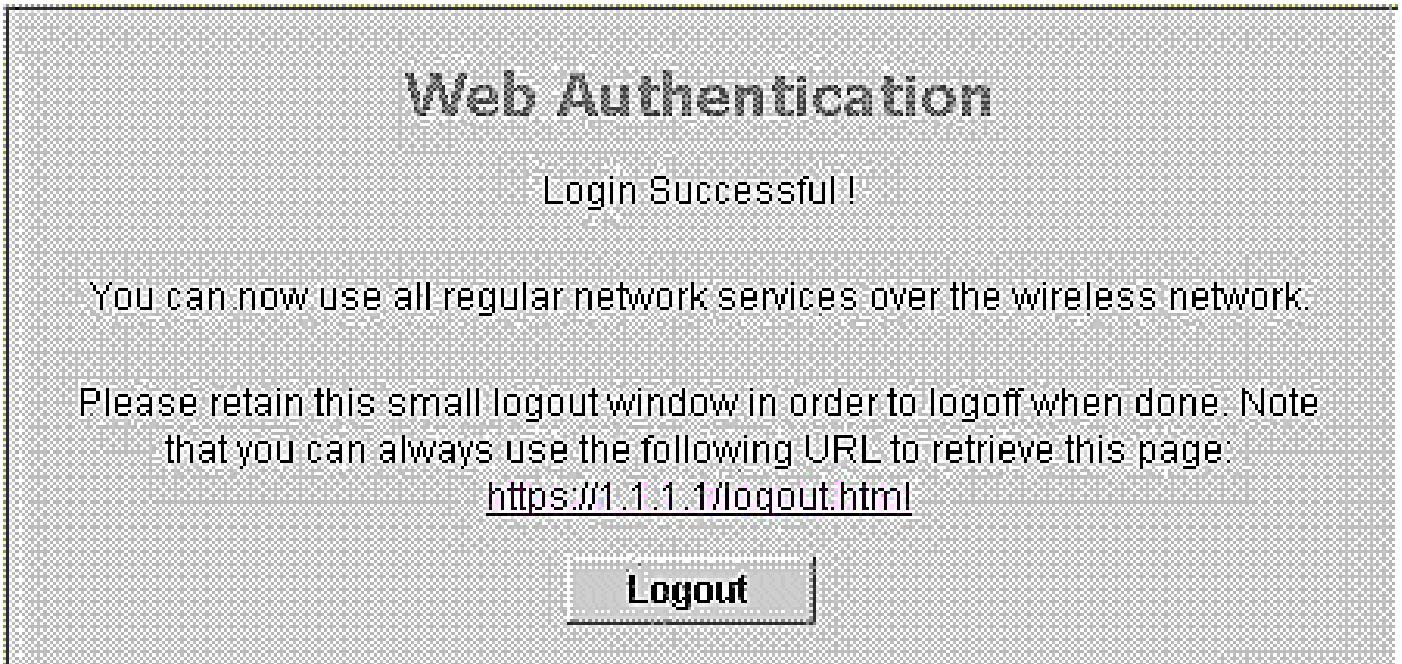 Web Authentication
Login Successful !
You can now use all regular network services over the wireless network.
Please retain this small logout window in order to logoff when done. Note
that you can always use the following URL to retrieve this page:
https://1.1.1.1/logout.html
Logout